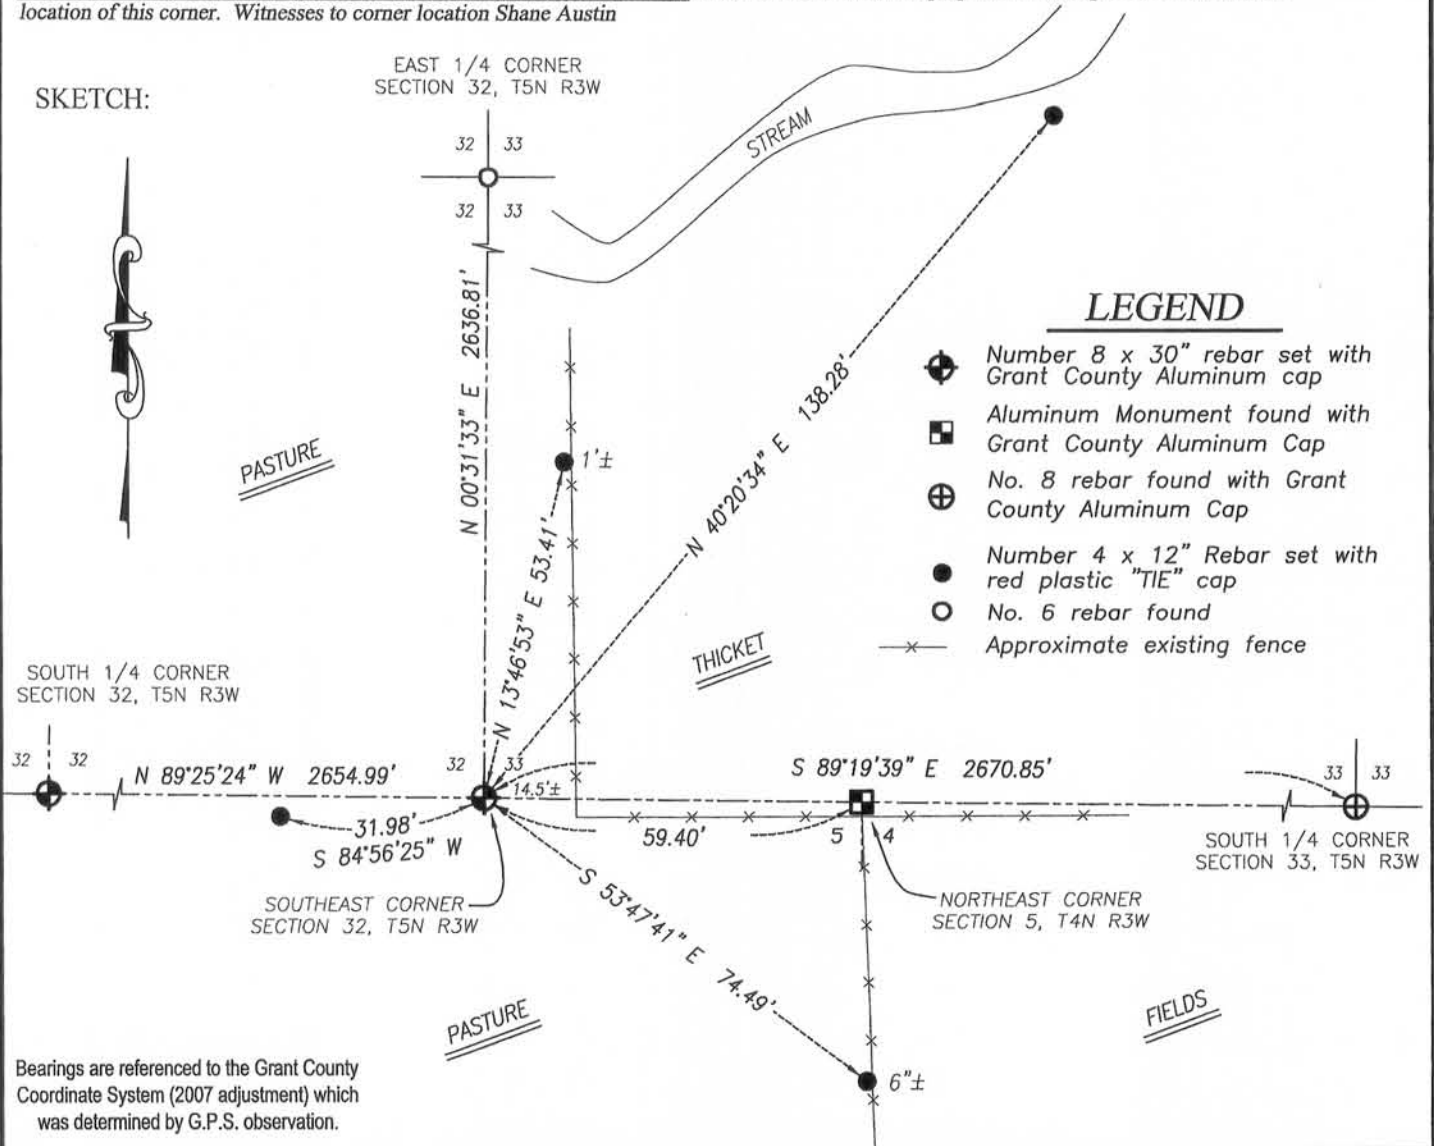 location of this corner. Witnesses to corner location Shane Austin
SKETCH:
EAST 1/4 CORNER
SECTION 32, T5N R3W
32 33
32 33
STREAM
N 00°31'33" E 2636.81'
PASTURE
1'±
N 13°46'53" E 53.41'
N 40°20'34" E 138.28'
LEGEND
Number 8 x 30" rebar set with
Grant County Aluminum cap
Aluminum Monument found with
Grant County Aluminum Cap
No. 8 rebar found with Grant
County Aluminum Cap
Number 4 x 12" Rebar set with
red plastic "TIE" cap
No. 6 rebar found
Approximate existing fence
THICKET
SOUTH 1/4 CORNER
SECTION 32, T5N R3W
32 32
N 89°25'24" W 2654.99'
32 33
14.5'±
S 89°19'39" E 2670.85'
33 33
31.98'
S 84°56'25" W
59.40'
5 4
SOUTH 1/4 CORNER
SECTION 33, T5N R3W
SOUTHEAST CORNER
SECTION 32, T5N R3W
S 53°47'41" E 74.49'
NORTHEAST CORNER
SECTION 5, T4N R3W
PASTURE
FIELDS
6"±
Bearings are referenced to the Grant County
Coordinate System (2007 adjustment) which
was determined by G.P.S. observation.